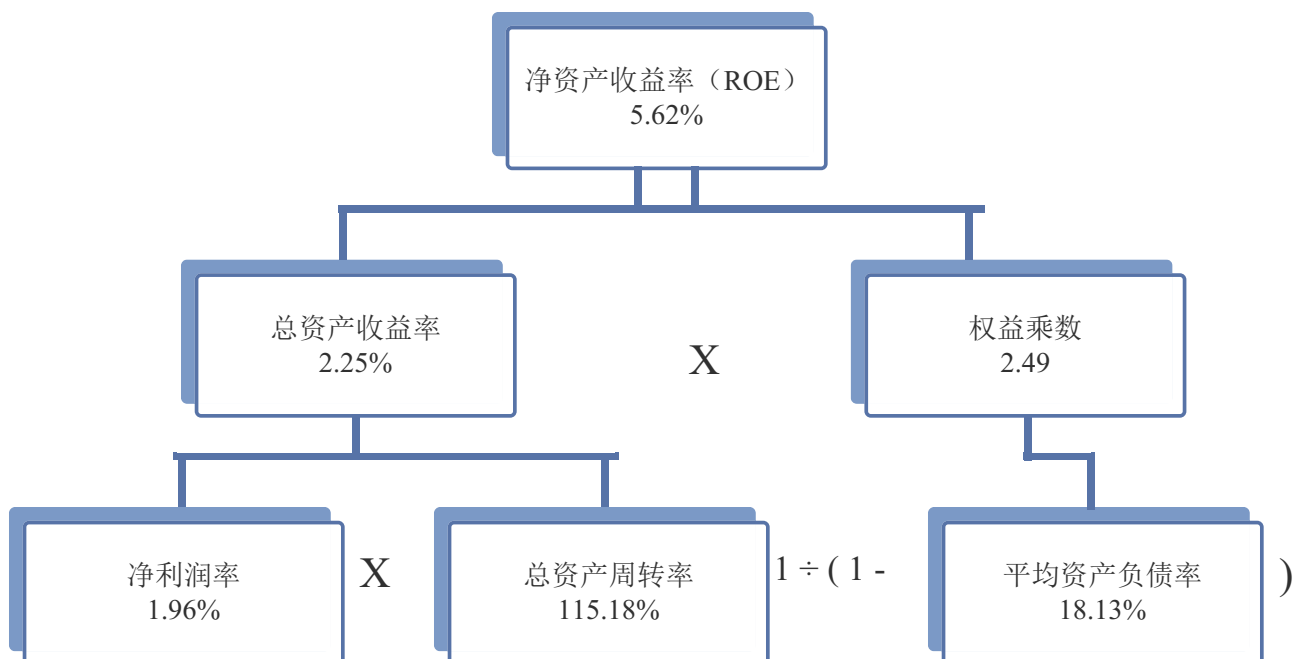 净资产收益率（ROE）
5.62%
总资产收益率
2.25%
X
权益乘数
2.49
净利润率
1.96%
X
总资产周转率
115.18%
1 ÷ ( 1 -
平均资产负债率
18.13%
)